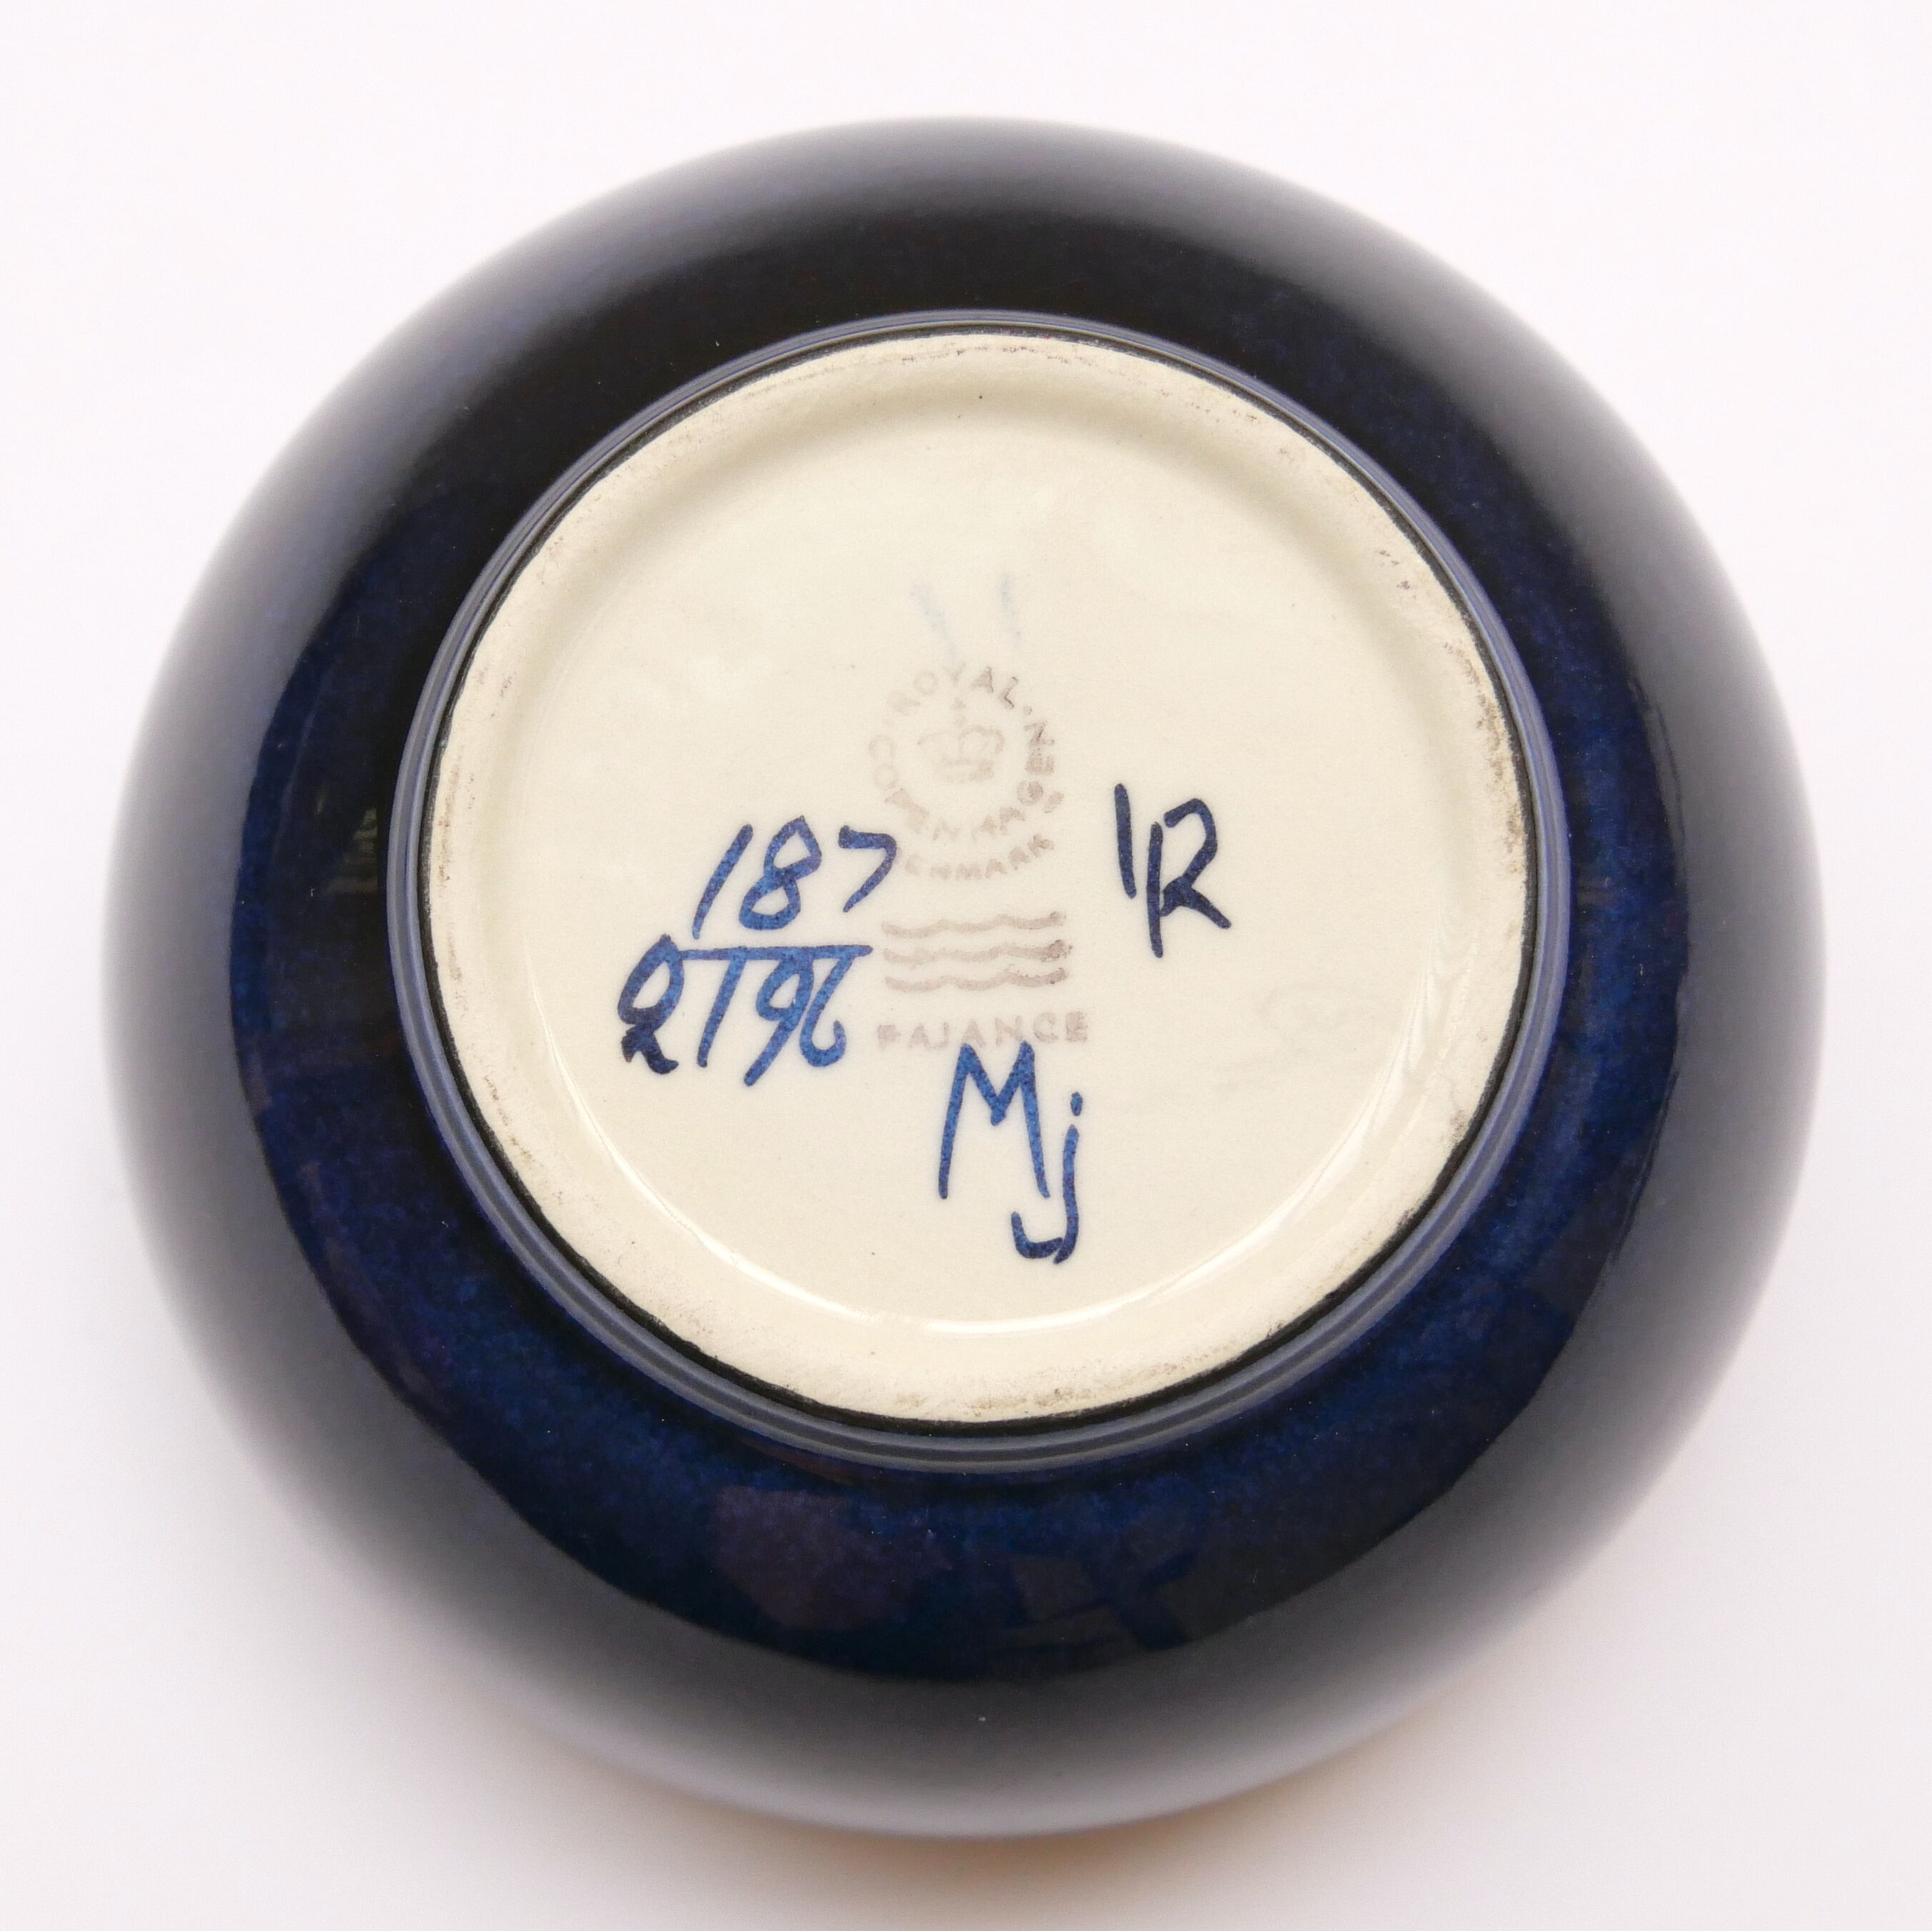 ROYAL.
COPENHAGEN
DENMARK
187
2196
R
FAJANCE
Mj